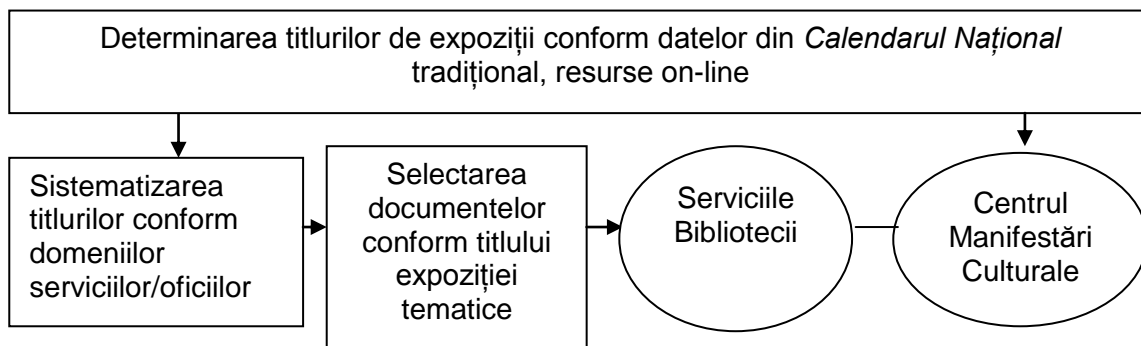 Determinarea titlurilor de expoziții conform datelor din Calendarul Național
tradițional, resurse on-line
Sistematizarea
titlurilor conform
domeniilor
serviciilor/oficiilor
Selectarea
documentelor
conform titlului
expoziției
tematice
Serviciile
Bibliotecii
Centrul
Manifestări
Culturale